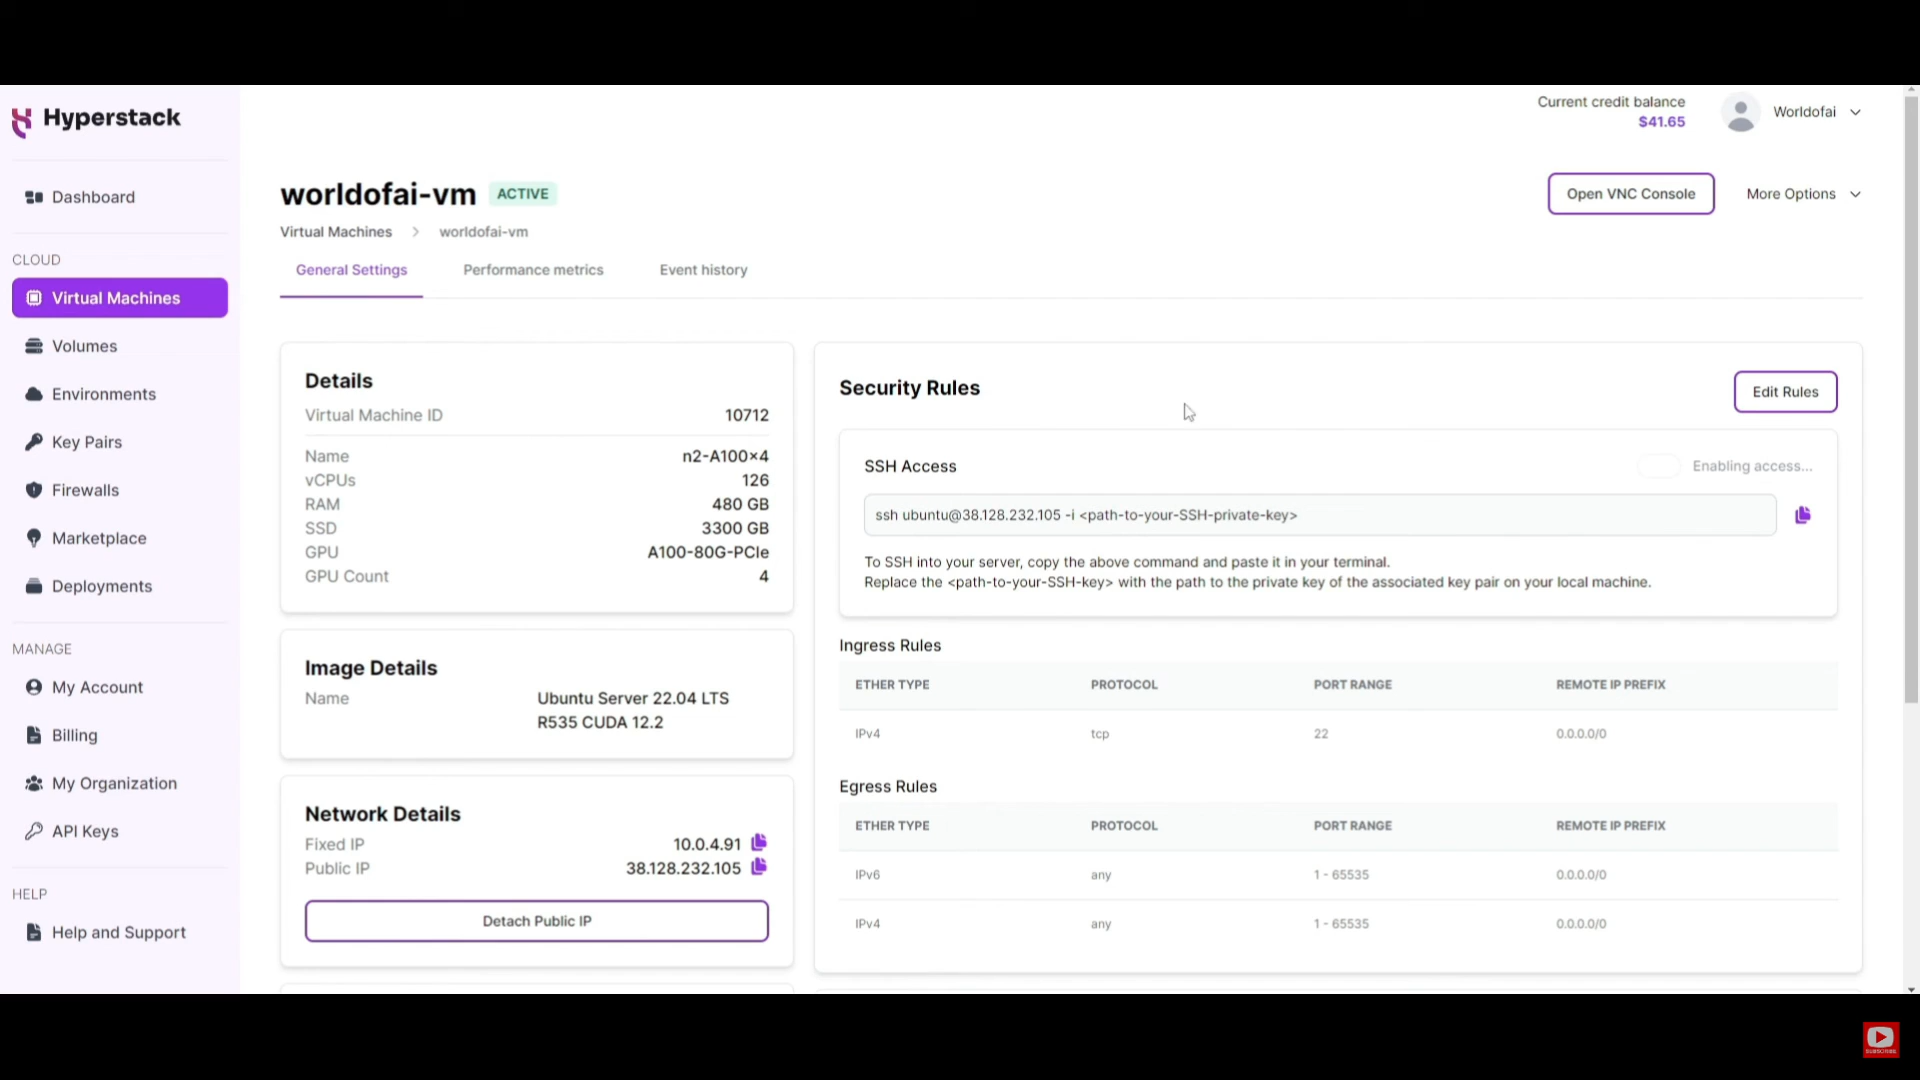 Hyperstack
Current credit balance
$41.65
Worldofai
Dashboard
CLOUD
Virtual Machines
Volumes
Environments
Key Pairs
Firewalls
Marketplace
Deployments
MANAGE
My Account
Billing
My Organization
API Keys
HELP
Help and Support
worldofai-vm ACTIVE
Open VNC Console
More Options
Virtual Machines > worldofai-vm
General Settings Performance metrics Event history
Details
Virtual Machine ID 10712
Name n2-A100×4
vCPUs 126
RAM 480 GB
SSD 3300 GB
GPU A100-80G-PCIe
GPU Count 4
Image Details
Name Ubuntu Server 22.04 LTS
R535 CUDA 12.2
Network Details
Fixed IP 10.0.4.91
Public IP 38.128.232.105
Detach Public IP
Security Rules
Edit Rules
SSH Access Enabling access...
ssh ubuntu@38.128.232.105 -i <path-to-your-SSH-private-key>
To SSH into your server, copy the above command and paste it in your terminal.
Replace the <path-to-your-SSH-key> with the path to the private key of the associated key pair on your local machine.
Ingress Rules
ETHER TYPE PROTOCOL PORT RANGE REMOTE IP PREFIX
IPv4 tcp 22 0.0.0.0/0
Egress Rules
ETHER TYPE PROTOCOL PORT RANGE REMOTE IP PREFIX
IPv6 any 1 - 65535 0.0.0.0/0
IPv4 any 1 - 65535 0.0.0.0/0
SUBSCRIBE